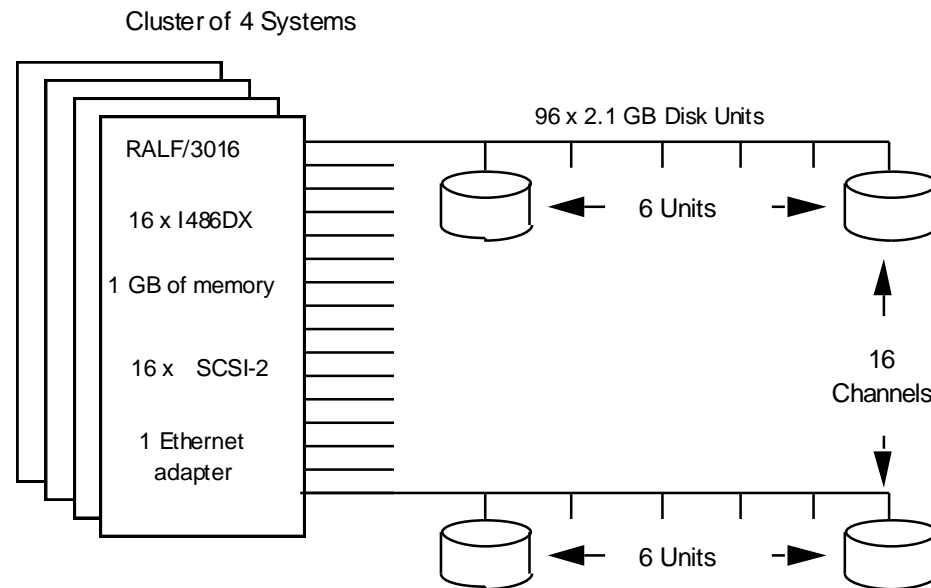 Cluster of 4 Systems
96 x 2.1 GB Disk Units
RALF/3016
16 x I486DX
6 Units
1 GB of memory
16 x SCSI-2
16
Channels
1 Ethernet
adapter
6 Units